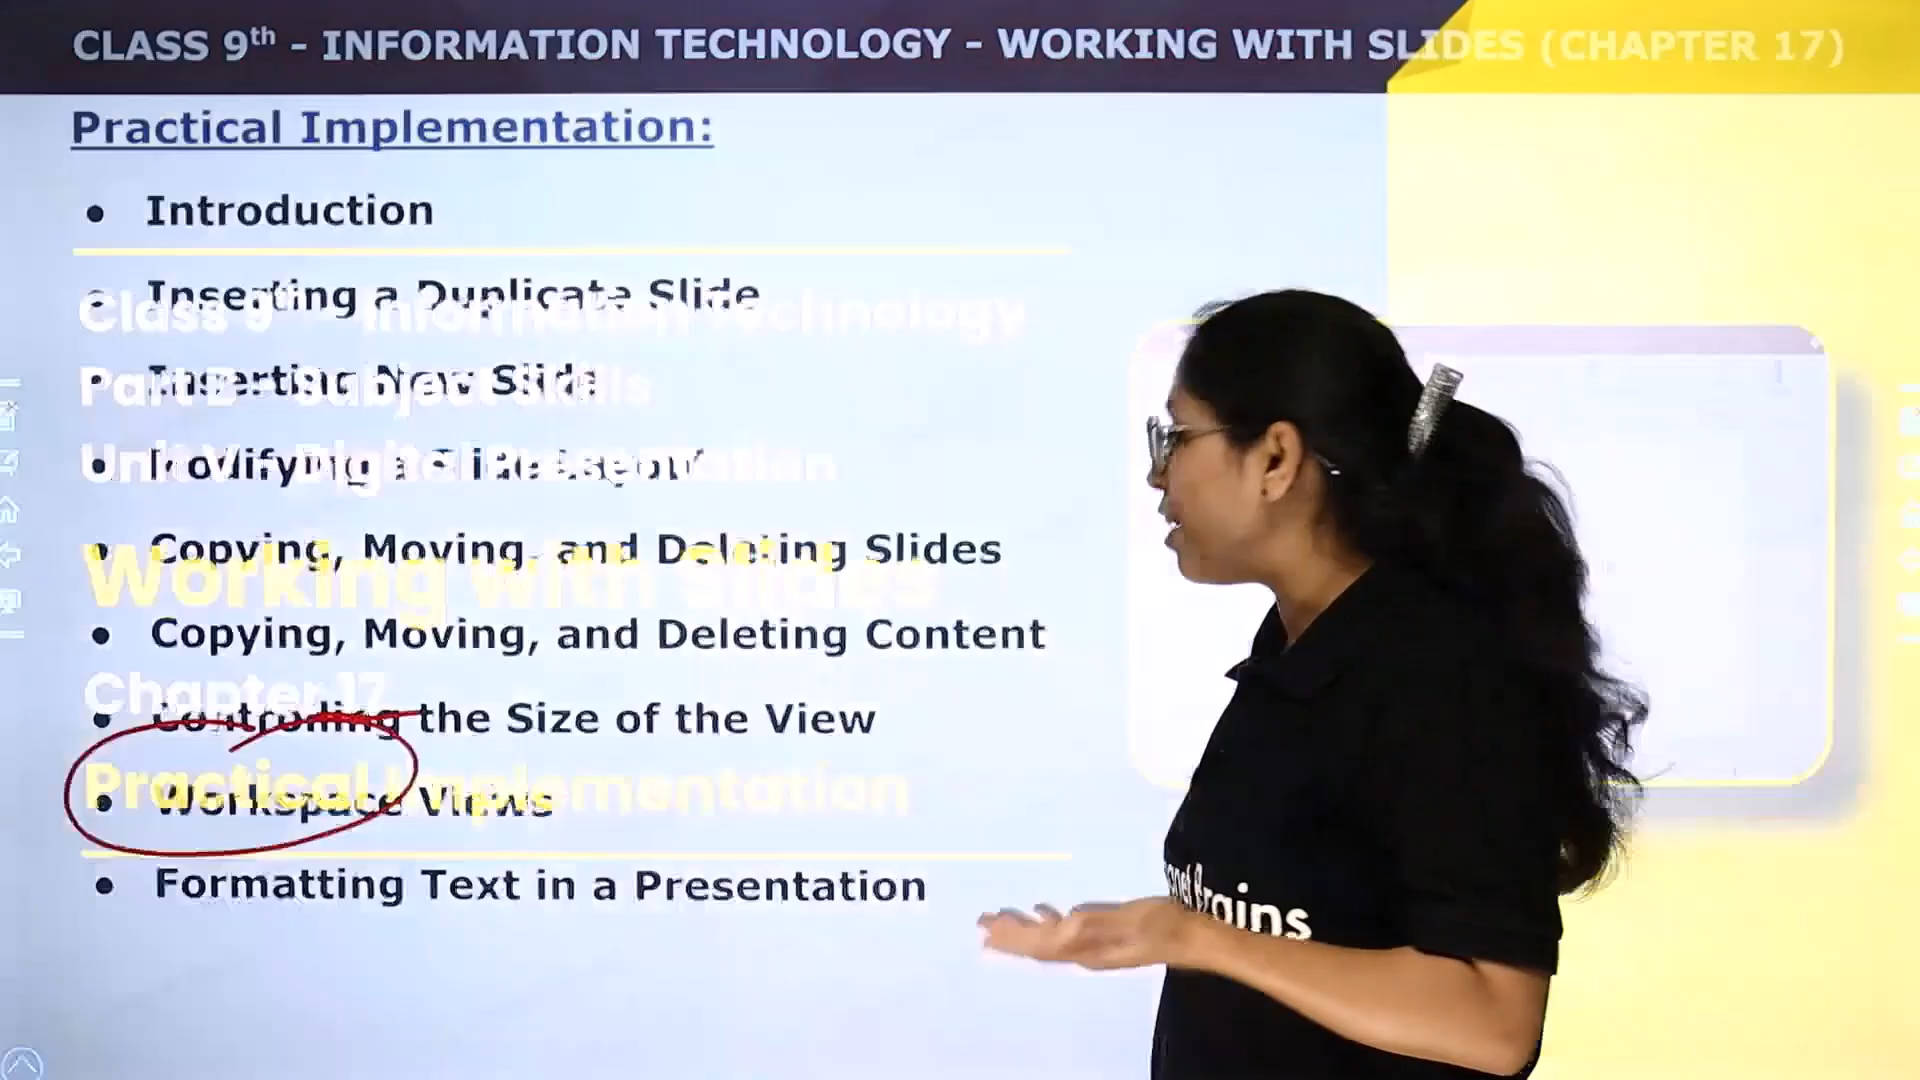 CLASS 9th - INFORMATION TECHNOLOGY - WORKING WITH SLIDES (CHAPTER 17)
Practical Implementation:
• Introduction
• Inserting a Duplicate Slide
Class 9th - Information Technology
• Inserting New Slide
Part B - Subject Skills
• Modifying a Slide Layout
Unit V - Digital Presentation
• Copying, Moving, and Deleting Slides
Working with Slides
• Copying, Moving, and Deleting Content
Chapter 17
• Controlling the Size of the View
Practical Implementation
• Workspace Views
• Formatting Text in a Presentation
Brains